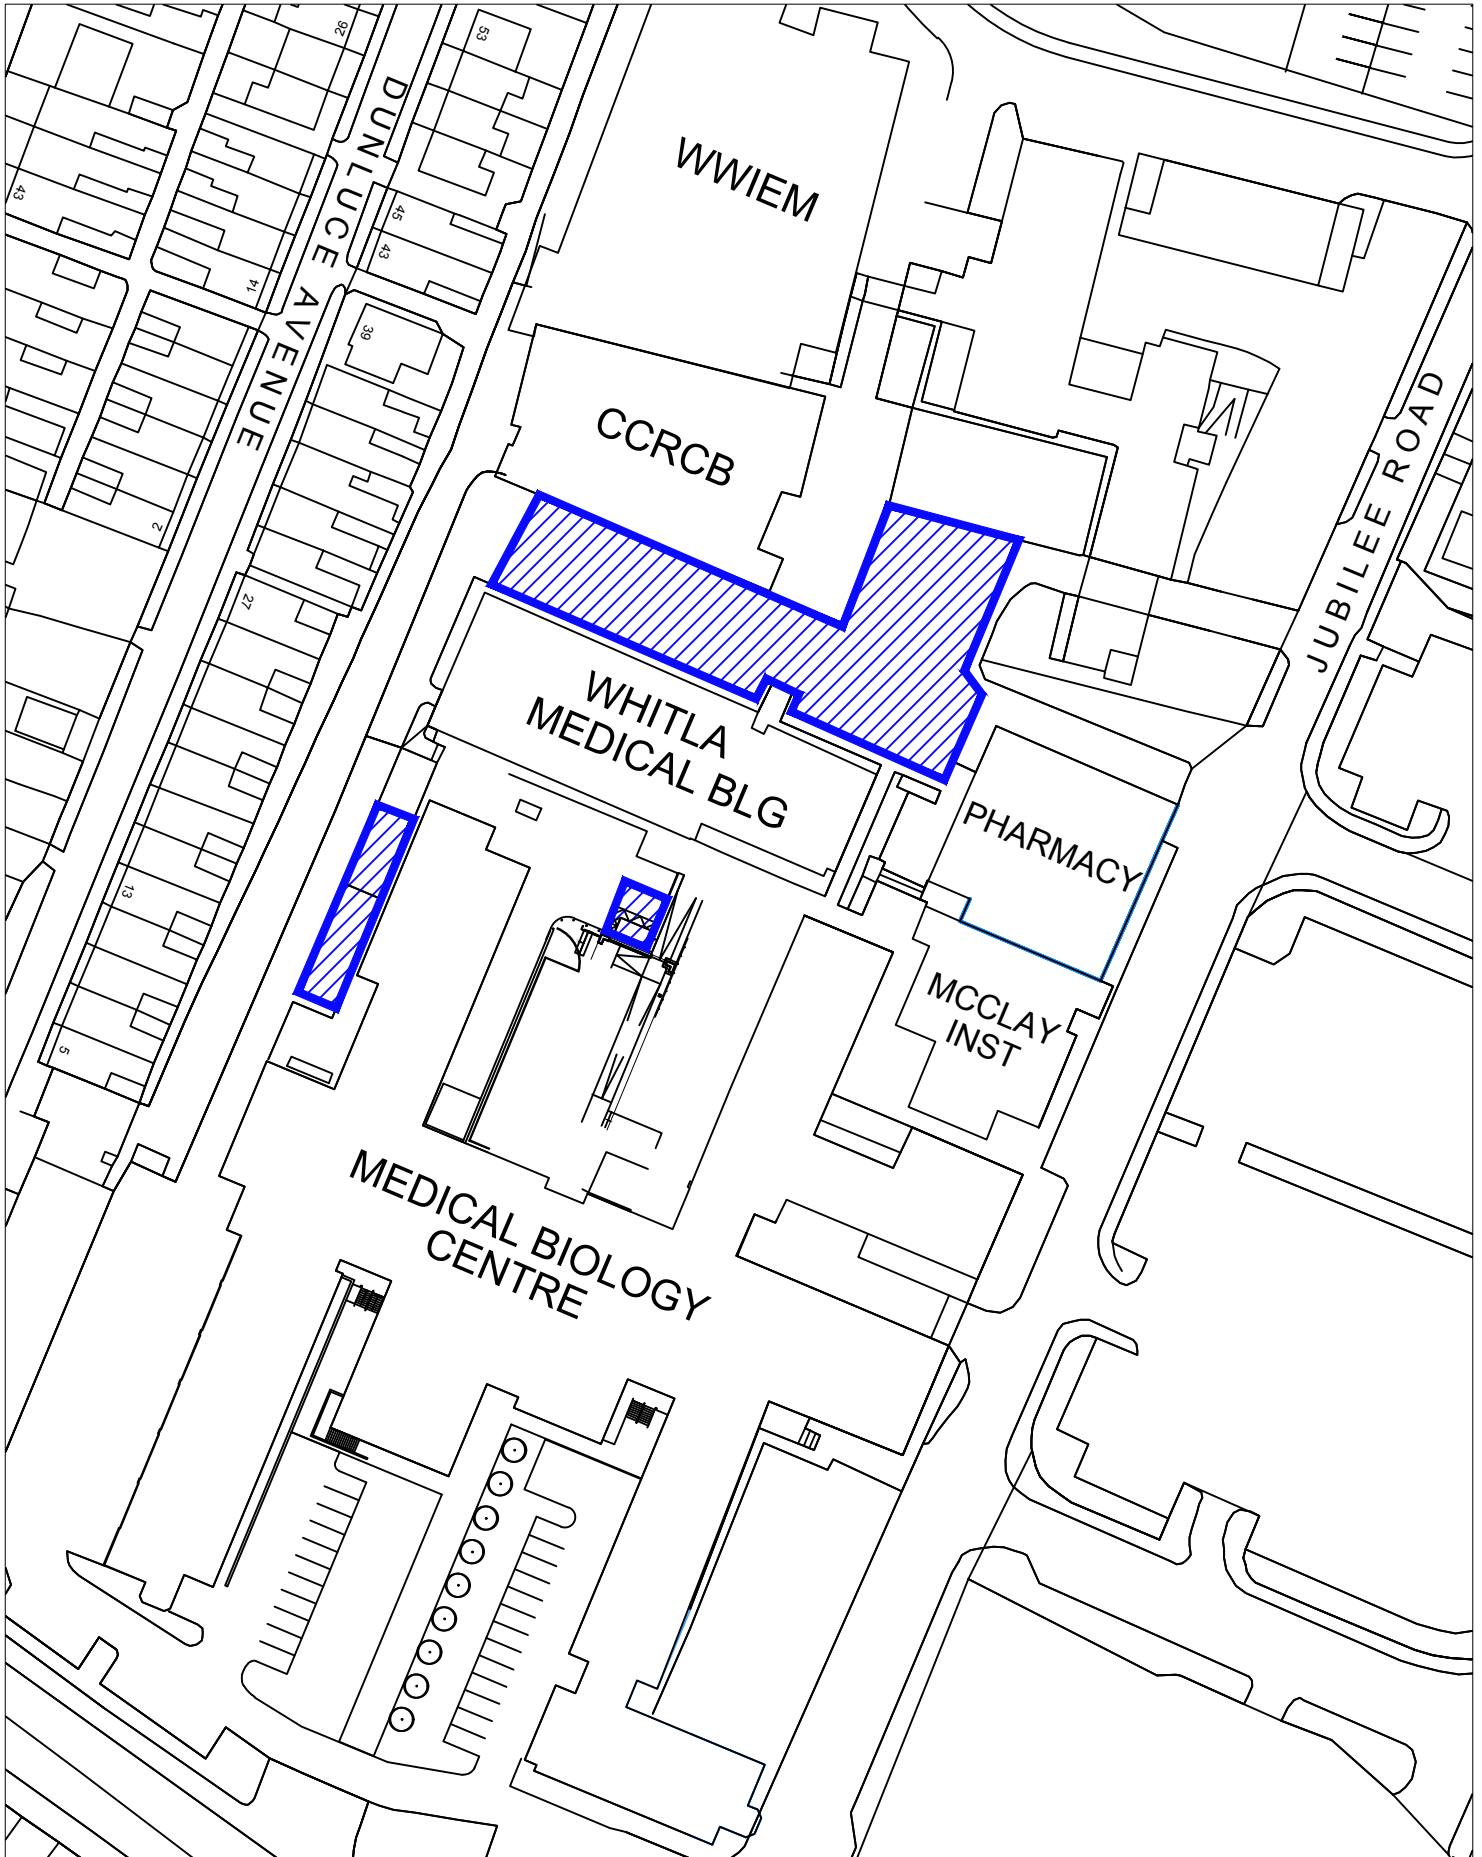 26
53
DUNLUCE AVENUE
WWIEM
43
45
43
14
39
JUBILEE ROAD
CCRCB
2
27
WHITLA
MEDICAL BLG
PHARMACY
13
MCCLAY
INST
5
MEDICAL BIOLOGY
CENTRE